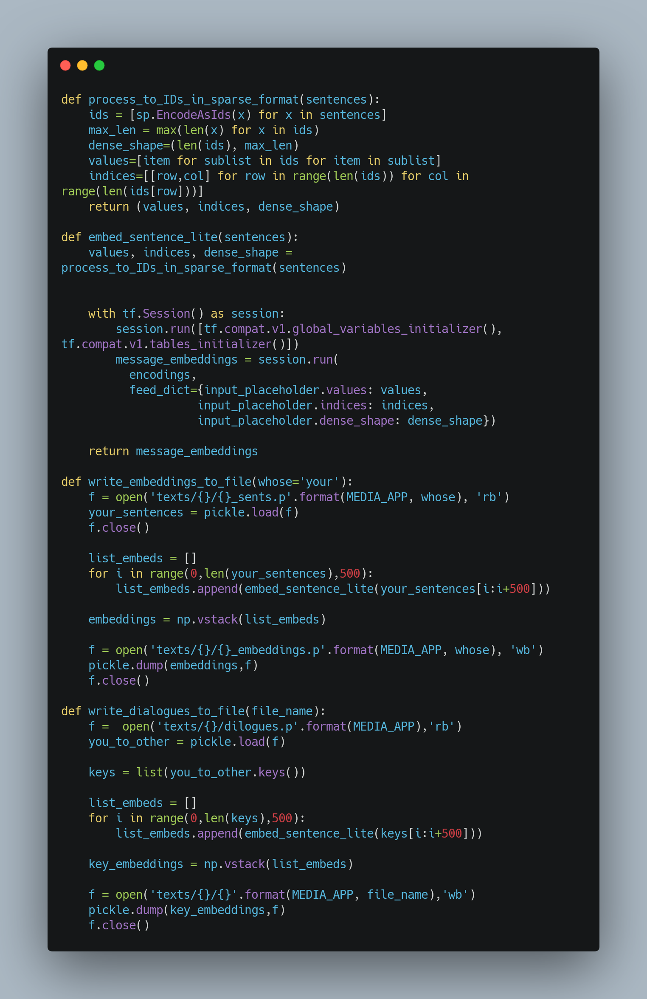 def process_to_IDs_in_sparse_format(sentences):
    ids = [sp.EncodeAsIds(x) for x in sentences]
    max_len = max(len(x) for x in ids)
    dense_shape=(len(ids), max_len)
    values=[item for sublist in ids for item in sublist]
    indices=[[row,col] for row in range(len(ids)) for col in
range(len(ids[row]))]
    return (values, indices, dense_shape)

def embed_sentence_lite(sentences):
    values, indices, dense_shape =
process_to_IDs_in_sparse_format(sentences)


    with tf.Session() as session:
        session.run([tf.compat.v1.global_variables_initializer(),
tf.compat.v1.tables_initializer()])
        message_embeddings = session.run(
          encodings,
          feed_dict={input_placeholder.values: values,
                    input_placeholder.indices: indices,
                    input_placeholder.dense_shape: dense_shape})

    return message_embeddings

def write_embeddings_to_file(whose='your'):
    f = open('texts/{}/{}_sents.p'.format(MEDIA_APP, whose), 'rb')
    your_sentences = pickle.load(f)
    f.close()

    list_embeds = []
    for i in range(0,len(your_sentences),500):
        list_embeds.append(embed_sentence_lite(your_sentences[i:i+500]))

    embeddings = np.vstack(list_embeds)

    f = open('texts/{}/{}_embeddings.p'.format(MEDIA_APP, whose), 'wb')
    pickle.dump(embeddings,f)
    f.close()

def write_dialogues_to_file(file_name):
    f =  open('texts/{}/dilogues.p'.format(MEDIA_APP),'rb')
    you_to_other = pickle.load(f)

    keys = list(you_to_other.keys())

    list_embeds = []
    for i in range(0,len(keys),500):
        list_embeds.append(embed_sentence_lite(keys[i:i+500]))

    key_embeddings = np.vstack(list_embeds)

    f = open('texts/{}/{}'.format(MEDIA_APP, file_name),'wb')
    pickle.dump(key_embeddings,f)
    f.close()